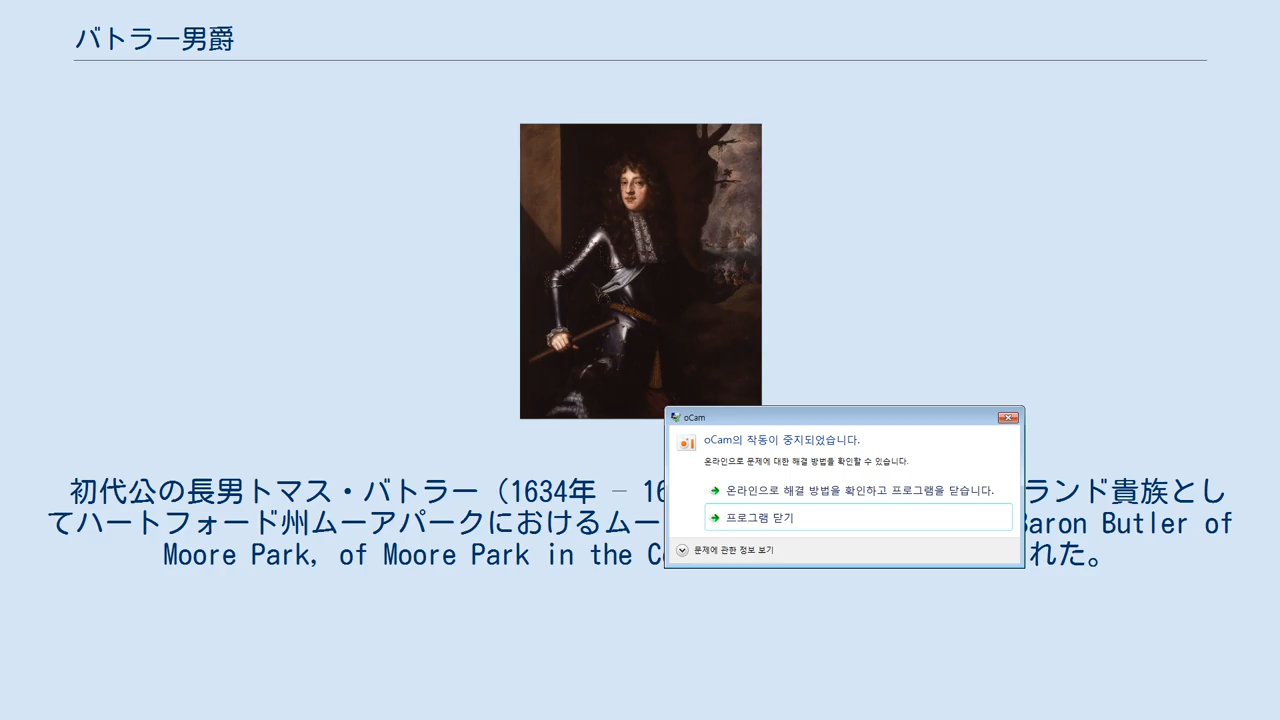 バトラー男爵
初代公の長男トマス・バトラー（1634年 – 16
ランド貴族とし
てハートフォード州ムーアパークにおけるムー
Baron Butler of
Moore Park, of Moore Park in the C
れた。
oCam
oCam의 작동이 중지되었습니다.
온라인으로 문제에 대한 해결 방법을 확인할 수 있습니다.
온라인으로 해결 방법을 확인하고 프로그램을 닫습니다.
프로그램 닫기
문제에 관한 정보 보기